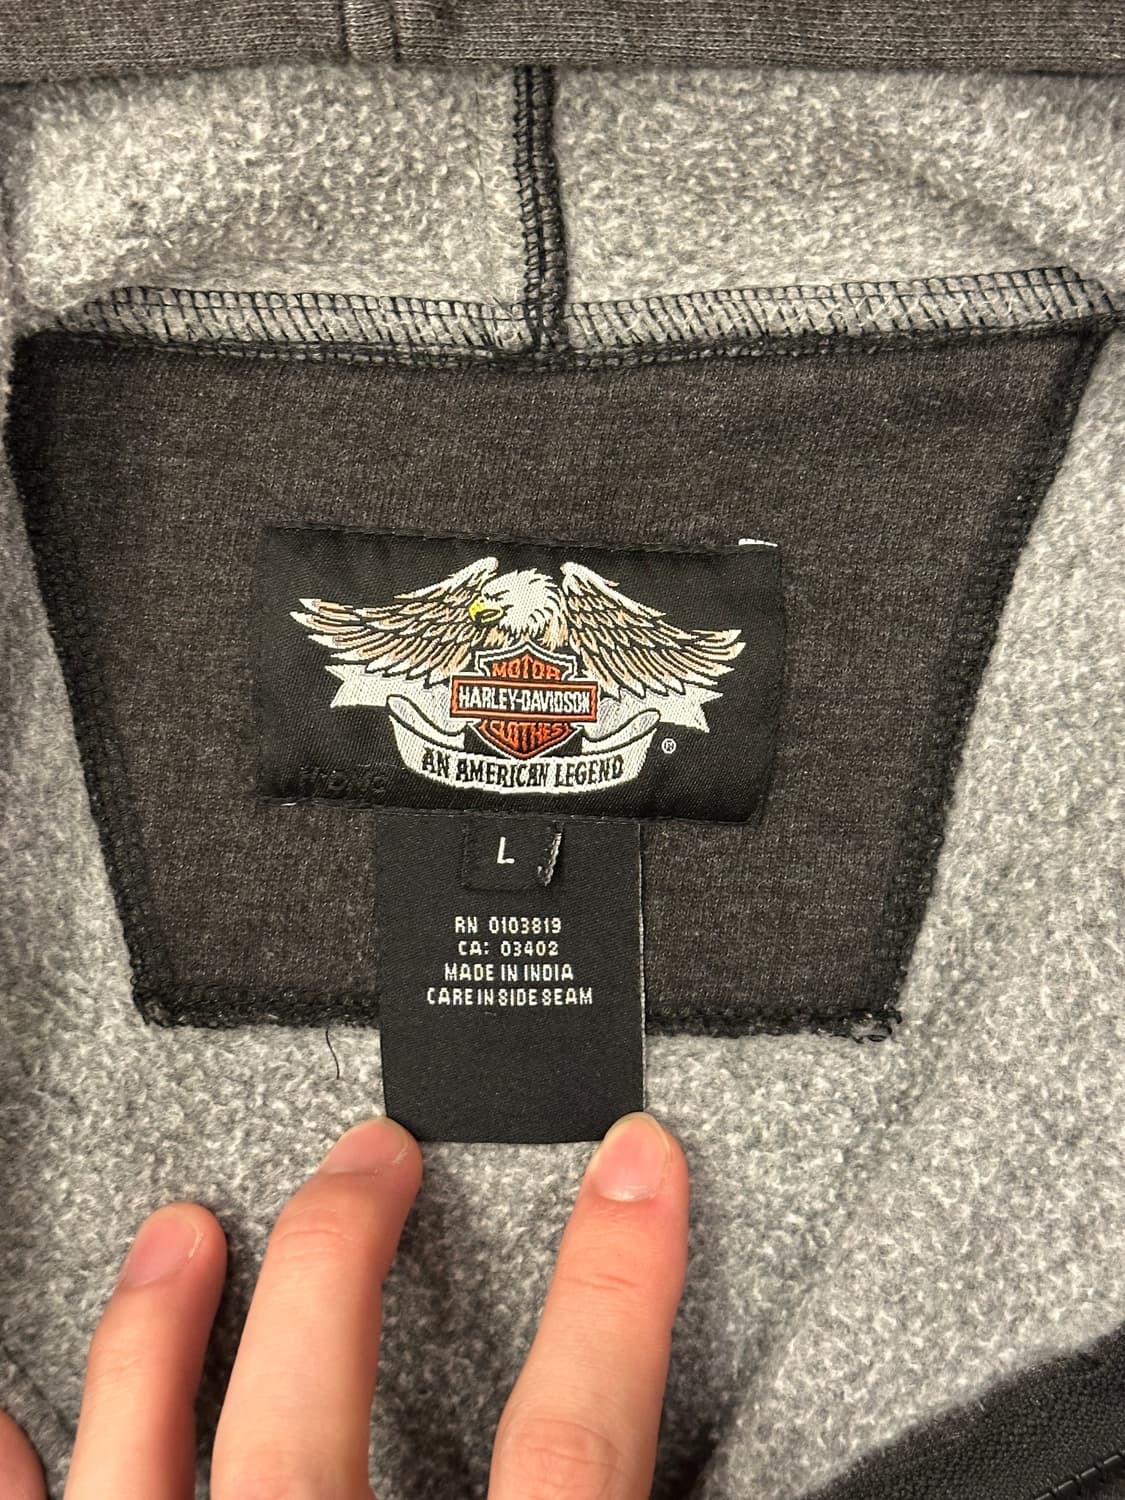 MOTOR
HARLEY-DAVIDSON
CLOTHES
AN AMERICAN LEGEND
®
L
RN 0103819
CA: 03402
MADE IN INDIA
CARE IN SIDE SEAM